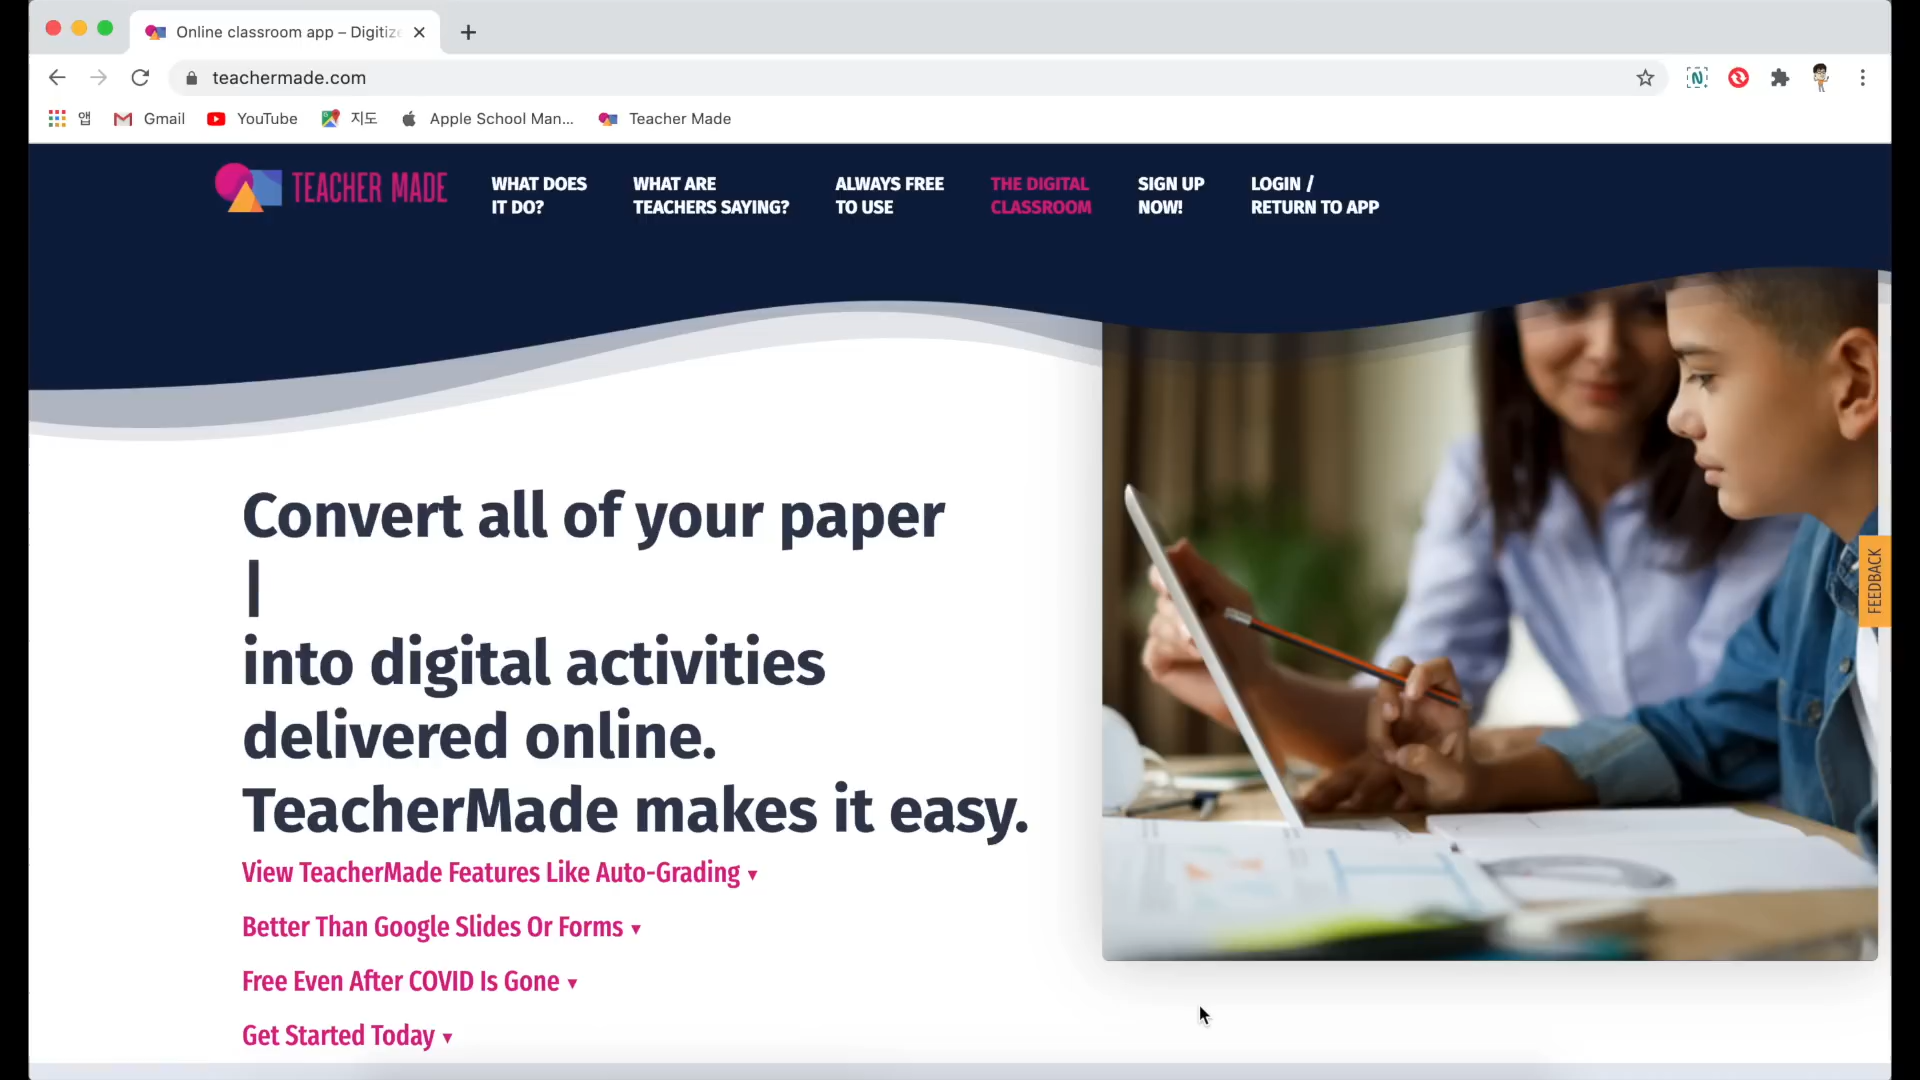 Online classroom app – Digitiz
teachermade.com
앱
Gmail
YouTube
지도
Apple School Man...
Teacher Made
TEACHER MADE
WHAT DOES
IT DO?
WHAT ARE
TEACHERS SAYING?
ALWAYS FREE
TO USE
THE DIGITAL
CLASSROOM
SIGN UP
NOW!
LOGIN /
RETURN TO APP
Convert all of your paper
into digital activities
delivered online.
TeacherMade makes it easy.
View TeacherMade Features Like Auto-Grading
Better Than Google Slides Or Forms
Free Even After COVID Is Gone
Get Started Today
FEEDBACK